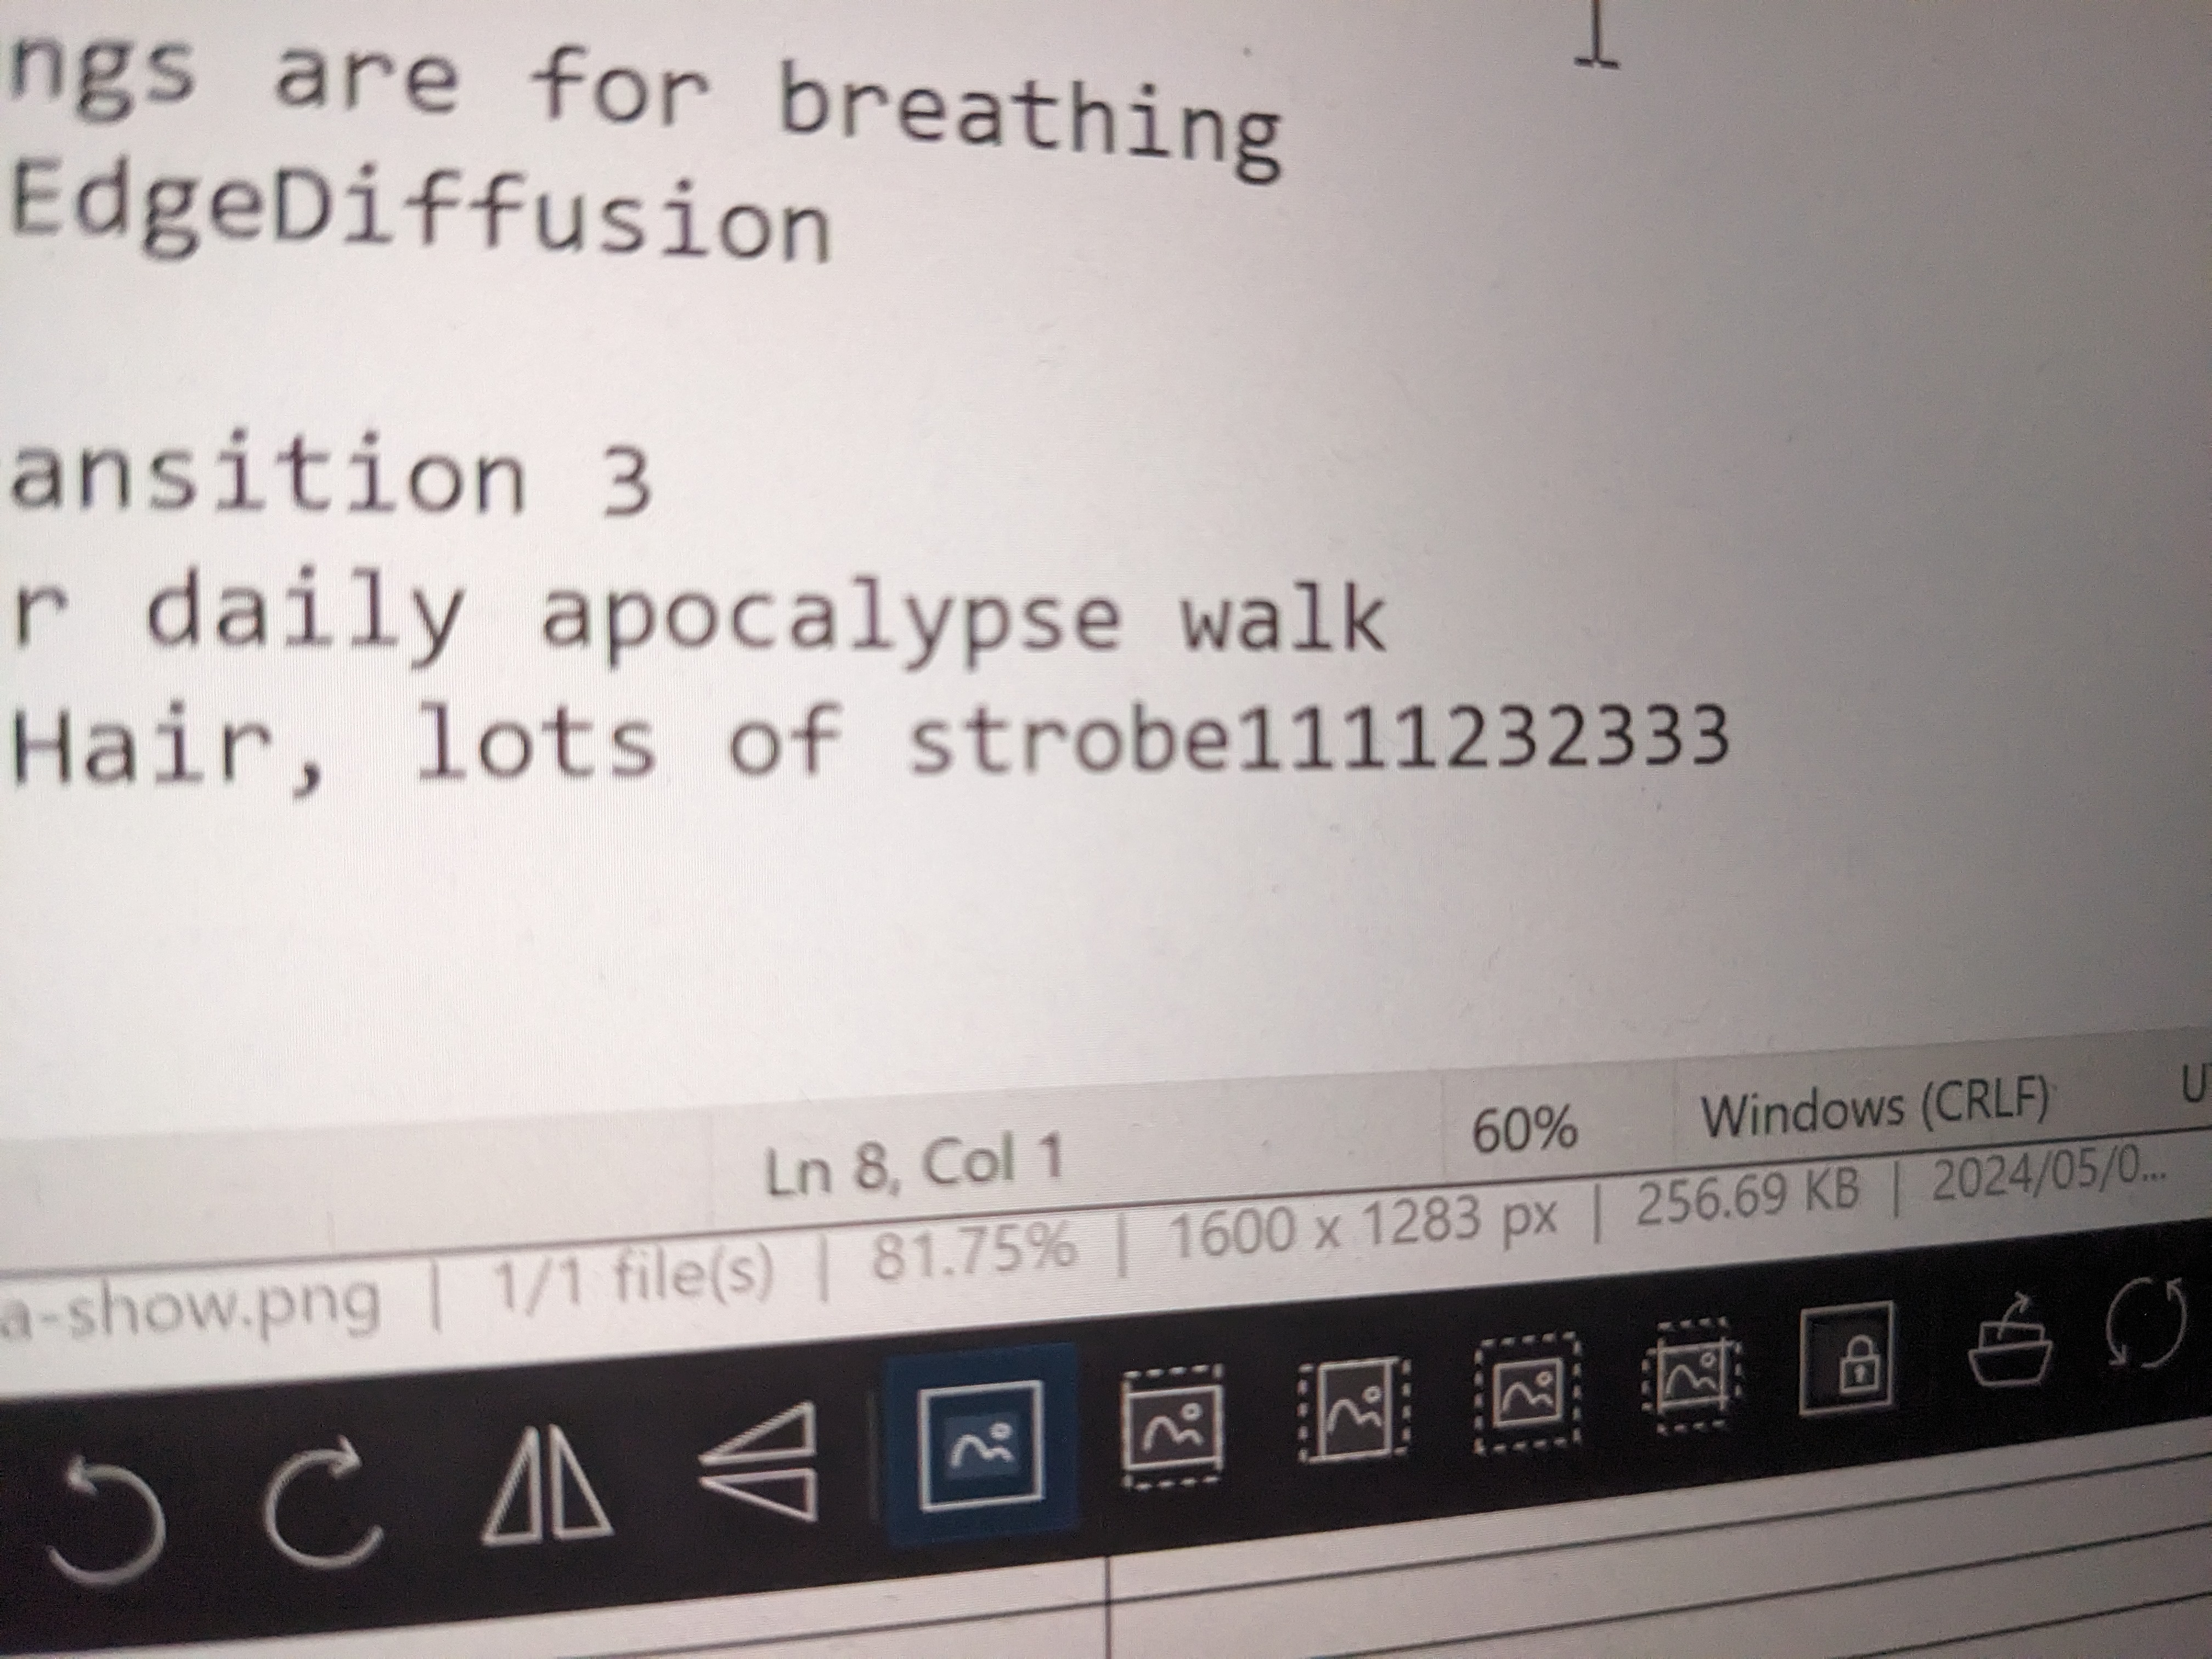 ngs are for breathing
EdgeDiffusion
ansition 3
r daily apocalypse walk
Hair, lots of strobe1111232333
Ln 8, Col 1
60%
Windows (CRLF)
U
a-show.png | 1/1 file(s) | 81.75% | 1600 x 1283 px | 256.69 KB | 2024/05/0...